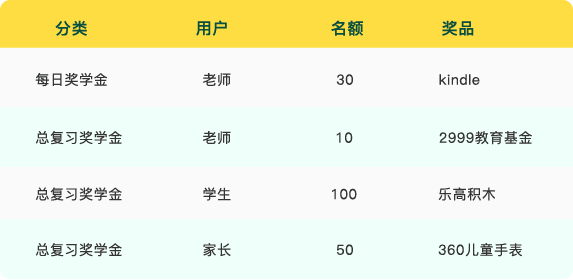 分类 用户 名额 奖品
每日奖学金 老师 30 kindle
总复习奖学金 老师 10 2999教育基金
总复习奖学金 学生 100 乐高积木
总复习奖学金 家长 50 360儿童手表